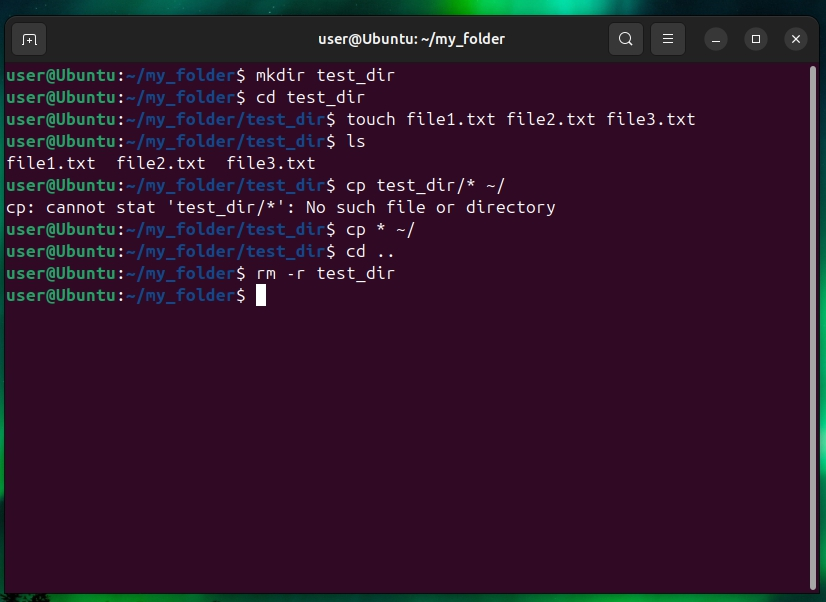 user@Ubuntu: ~/my_folder
user@Ubuntu:~/my_folder$ mkdir test_dir
user@Ubuntu:~/my_folder$ cd test_dir
user@Ubuntu:~/my_folder/test_dir$ touch file1.txt file2.txt file3.txt
user@Ubuntu:~/my_folder/test_dir$ ls
file1.txt  file2.txt  file3.txt
user@Ubuntu:~/my_folder/test_dir$ cp test_dir/* ~/
cp: cannot stat 'test_dir/*': No such file or directory
user@Ubuntu:~/my_folder/test_dir$ cp * ~/
user@Ubuntu:~/my_folder/test_dir$ cd ..
user@Ubuntu:~/my_folder$ rm -r test_dir
user@Ubuntu:~/my_folder$